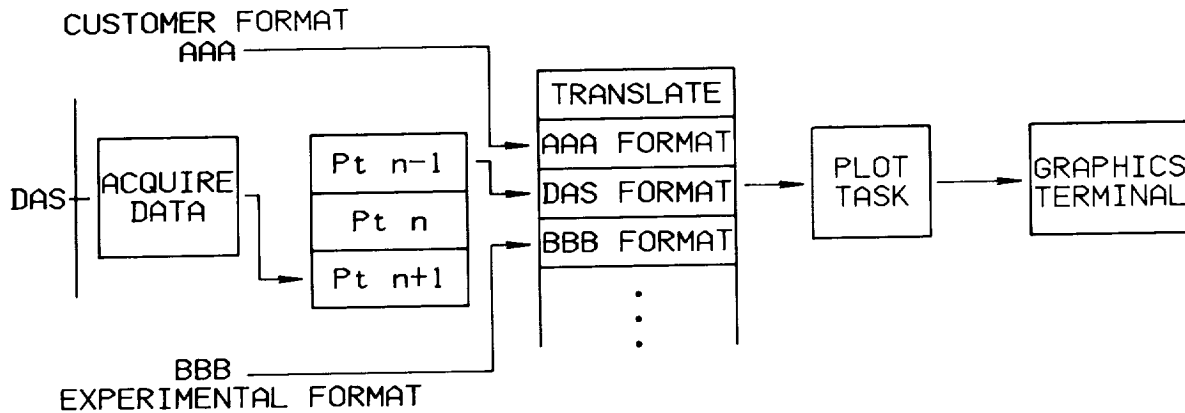 CUSTOMER FORMAT
AAA
TRANSLATE
AAA FORMAT
DAS FORMAT
BBB FORMAT
DAS
ACQUIRE
DATA
Pt n-1
Pt n
Pt n+1
PLOT
TASK
GRAPHICS
TERMINAL
BBB
EXPERIMENTAL FORMAT